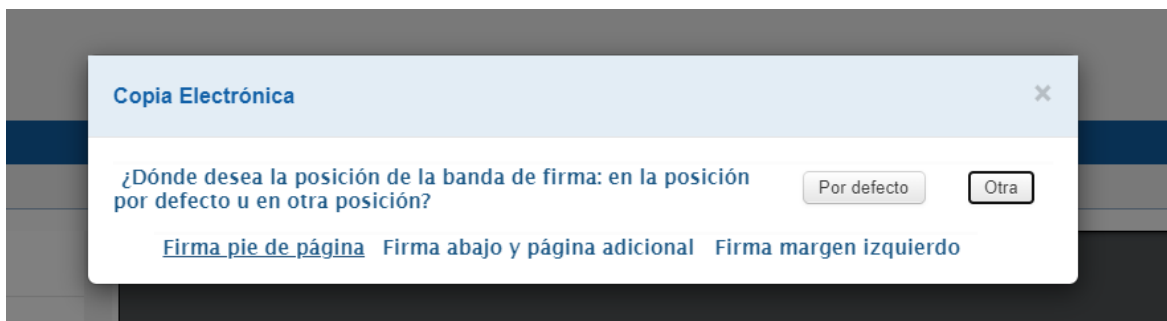 Copia Electrónica
×
¿Dónde desea la posición de la banda de firma: en la posición
por defecto u en otra posición?
Por defecto
Otra
Firma pie de página Firma abajo y página adicional Firma margen izquierdo